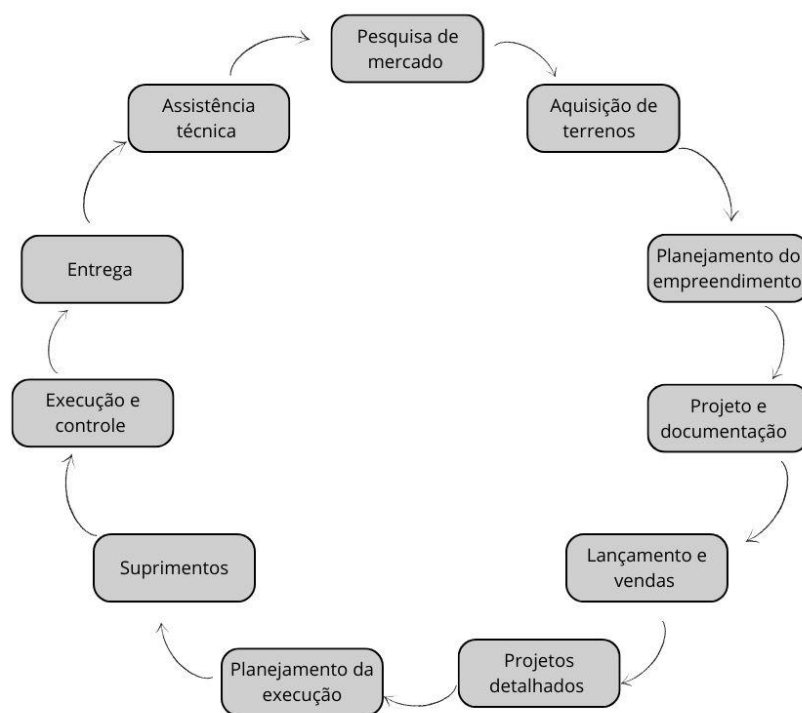 Pesquisa de
mercado
Aquisição de
terrenos
Planejamento do
empreendimento
Projeto e
documentação
Lançamento e
vendas
Projetos
detalhados
Planejamento da
execução
Suprimentos
Execução e
controle
Entrega
Assistência
técnica